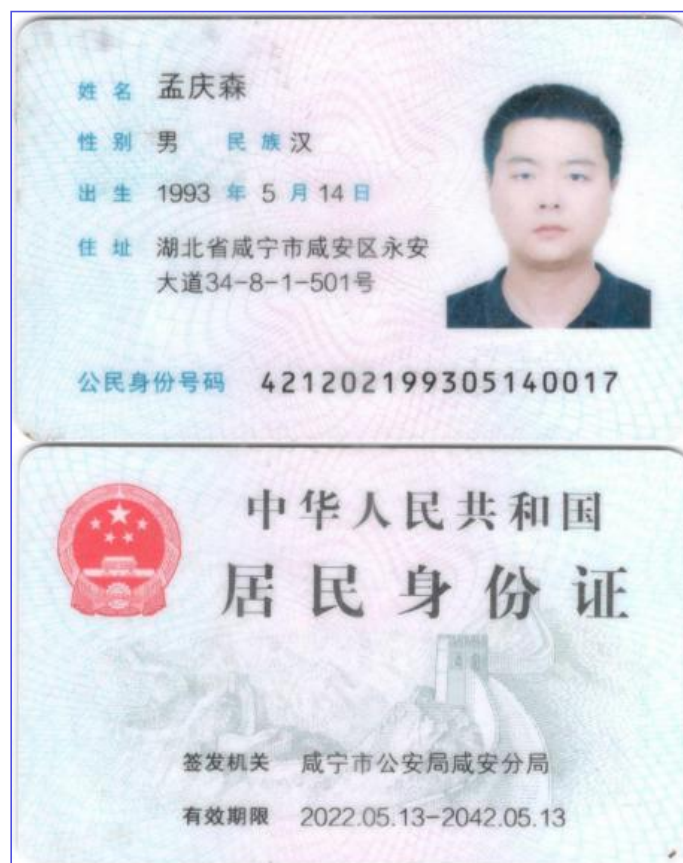 姓名 孟庆森
性别 男 民族 汉
出生 1993 年 5 月 14 日
住址 湖北省咸宁市咸安区永安
大道34-8-1-501号
公民身份号码 421202199305140017
中华人民共和国
居民身份证
签发机关 咸宁市公安局咸安分局
有效期限 2022.05.13-2042.05.13